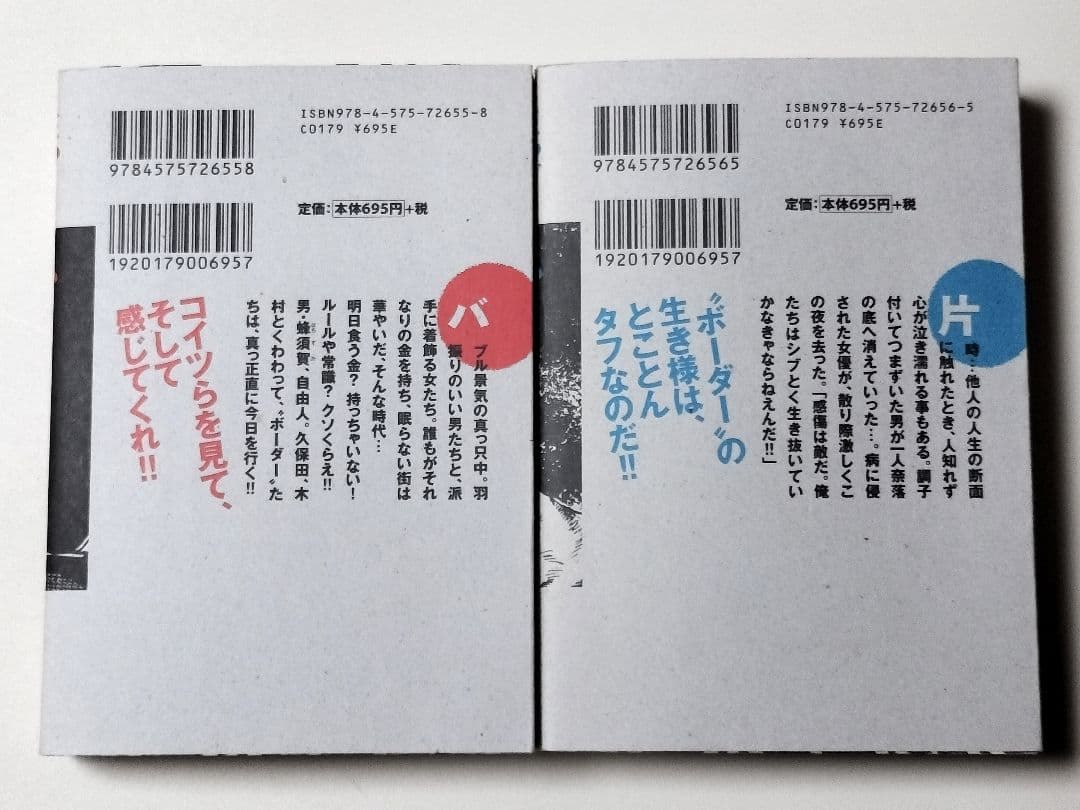 ISBN978-4-575-72655-8
C0179 ¥695E
9784575726558
定価:本体695円+税
1920179006957
バブル景気の真っ只中。羽
振りのいい男たちと、派
手に着飾る女たち。誰もがそれ
なりの金を持ち、眠らない街は
華やいだ、そんな時代…
明日食う金?持っちゃいない!
ルールや常識?クソくらえ!!
男・蜂須賀、自由人。久保田、木
村とくわわって、〝ボーダー〟た
ちは、真っ正直に今日を行く!!
はちすか
コイツらを見て、
そして
感じてくれ!!
ISBN978-4-575-72656-5
C0179 ¥695E
9784575726565
定価:本体695円+税
1920179006957
片時…他人の人生の断面
に触れたとき、人知れず
心が泣き濡れる事もある。調子
付いてつまずいた男が一人奈落
の底へ消えていった…。病に侵
された女優が、散り際激しくこ
の夜を去った。「感傷は敵だ。俺
たちはシブとく生き抜いてい
かなきゃならねえんだ!!」
〝ボーダー〟の
生き様は、
とことん
タフなのだ!!